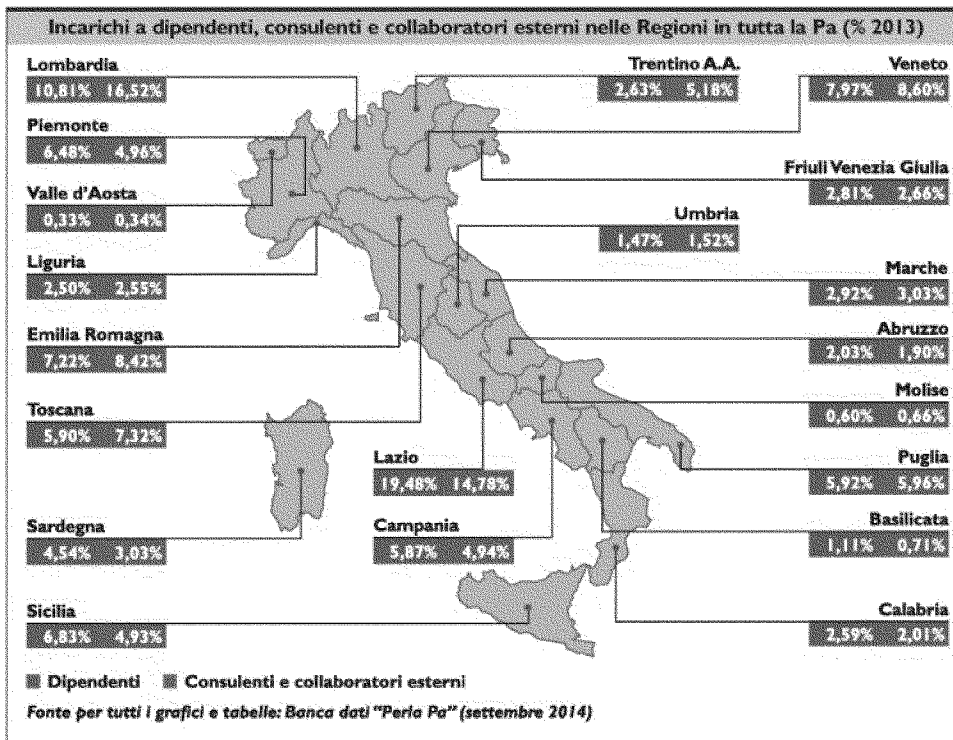 Incarichi a dipendenti, consulenti e collaboratori esterni nelle Regioni in tutta la Pa (% 2013)
Lombardia
10,81% 16,52%
Piemonte
6,48% 4,96%
Valle d'Aosta
0,33% 0,34%
Liguria
2,50% 2,55%
Emilia Romagna
7,22% 8,42%
Toscana
5,90% 7,32%
Sardegna
4,54% 3,03%
Sicilia
6,83% 4,93%
Lazio
19,48% 14,78%
Campania
5,87% 4,94%
Trentino A.A.
2,63% 5,18%
Umbria
1,47% 1,52%
Veneto
7,97% 8,60%
Friuli Venezia Giulia
2,81% 2,66%
Marche
2,92% 3,03%
Abruzzo
2,03% 1,90%
Molise
0,60% 0,66%
Puglia
5,92% 5,96%
Basilicata
1,11% 0,71%
Calabria
2,59% 2,01%
Dipendenti Consulenti e collaboratori esterni
Fonte per tutti i grafici e tabelle: Banca dati "Perla Pa" (settembre 2014)